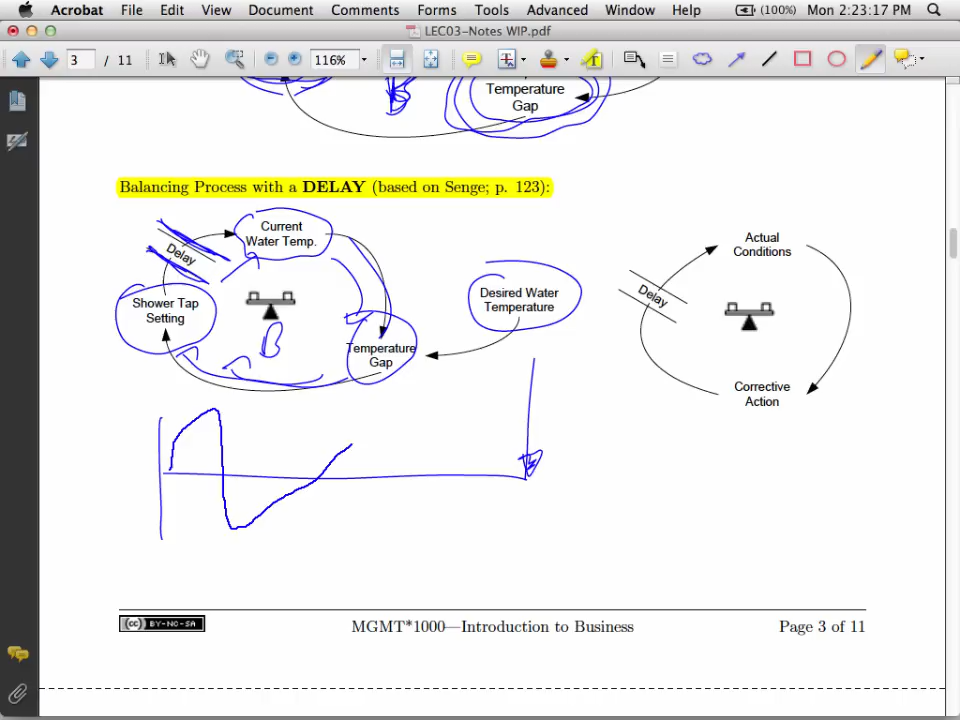 Acrobat File Edit View Document Comments Forms Tools Advanced Window Help (100%) Mon 2:23:17 PM
LEC03-Notes WIP.pdf
3 / 11 116%
Temperature
Gap
B
Balancing Process with a DELAY (based on Senge; p. 123):
Current
Water Temp.
Delay
Shower Tap
Setting
B
Temperature
Gap
Desired Water
Temperature
Actual
Conditions
Delay
Corrective
Action
(cc) BY-NC-SA
MGMT*1000—Introduction to Business
Page 3 of 11